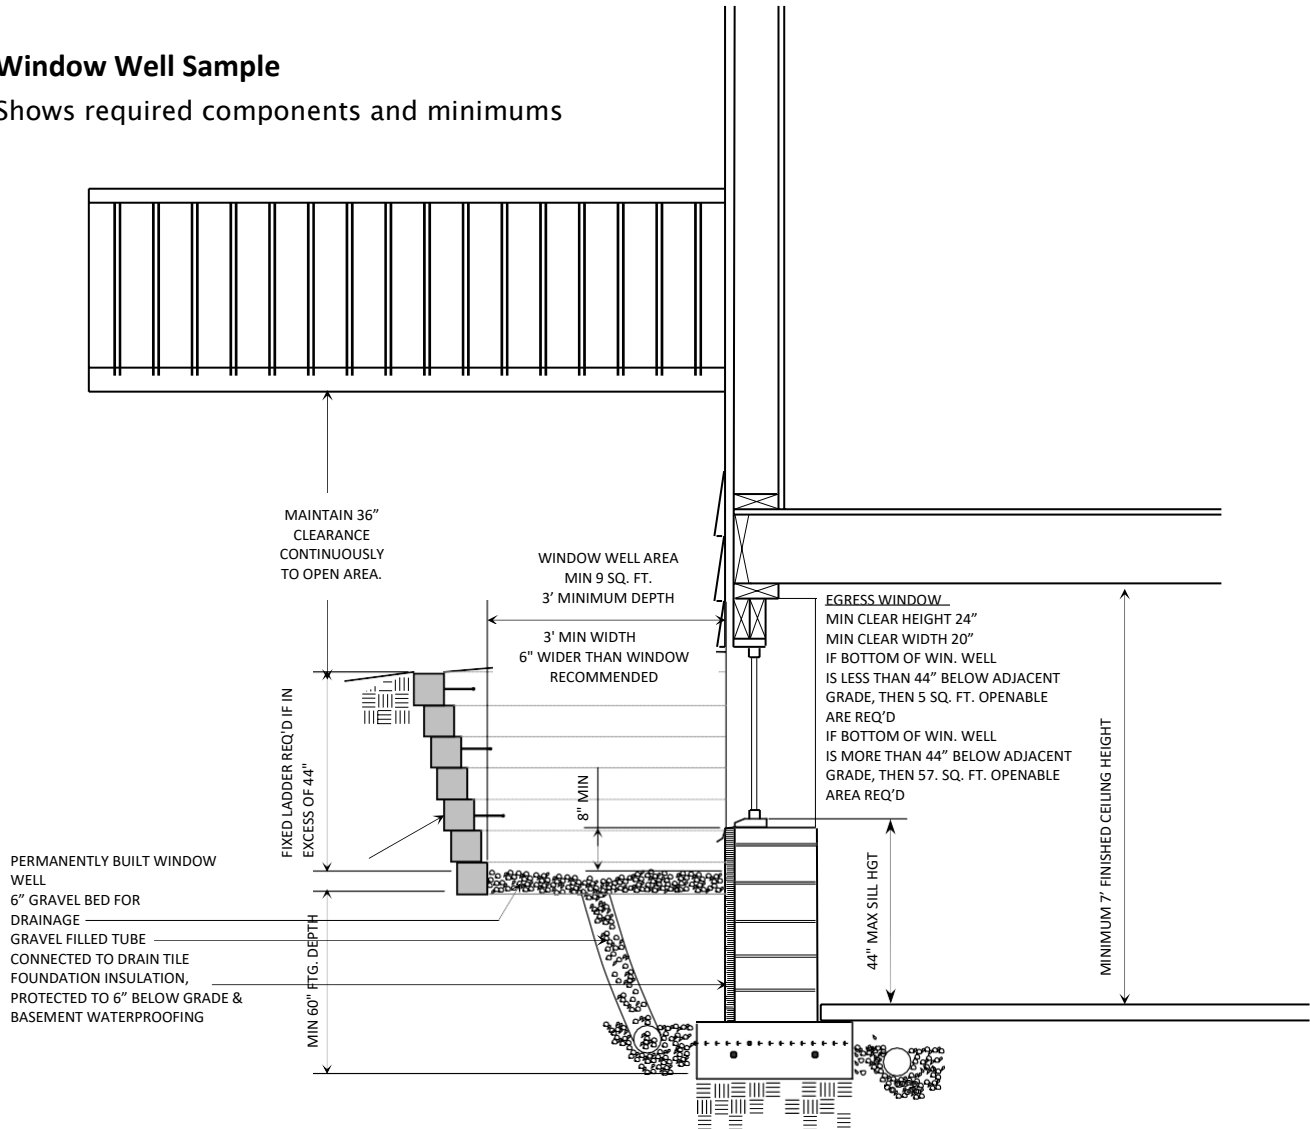 Window Well Sample
Shows required components and minimums
MAINTAIN 36”
CLEARANCE
CONTINUOUSLY
TO OPEN AREA.
WINDOW WELL AREA
MIN 9 SQ. FT.
3’ MINIMUM DEPTH
3' MIN WIDTH
6" WIDER THAN WINDOW
RECOMMENDED
EGRESS WINDOW
MIN CLEAR HEIGHT 24”
MIN CLEAR WIDTH 20”
IF BOTTOM OF WIN. WELL
IS LESS THAN 44” BELOW ADJACENT
GRADE, THEN 5 SQ. FT. OPENABLE
ARE REQ’D
IF BOTTOM OF WIN. WELL
IS MORE THAN 44” BELOW ADJACENT
GRADE, THEN 57. SQ. FT. OPENABLE
AREA REQ’D
FIXED LADDER REQ'D IF IN
EXCESS OF 44"
8" MIN
44" MAX SILL HGT
MINIMUM 7’ FINISHED CEILING HEIGHT
PERMANENTLY BUILT WINDOW
WELL
6” GRAVEL BED FOR
DRAINAGE
GRAVEL FILLED TUBE
CONNECTED TO DRAIN TILE
FOUNDATION INSULATION,
PROTECTED TO 6” BELOW GRADE &
BASEMENT WATERPROOFING
MIN 60" FTG. DEPTH